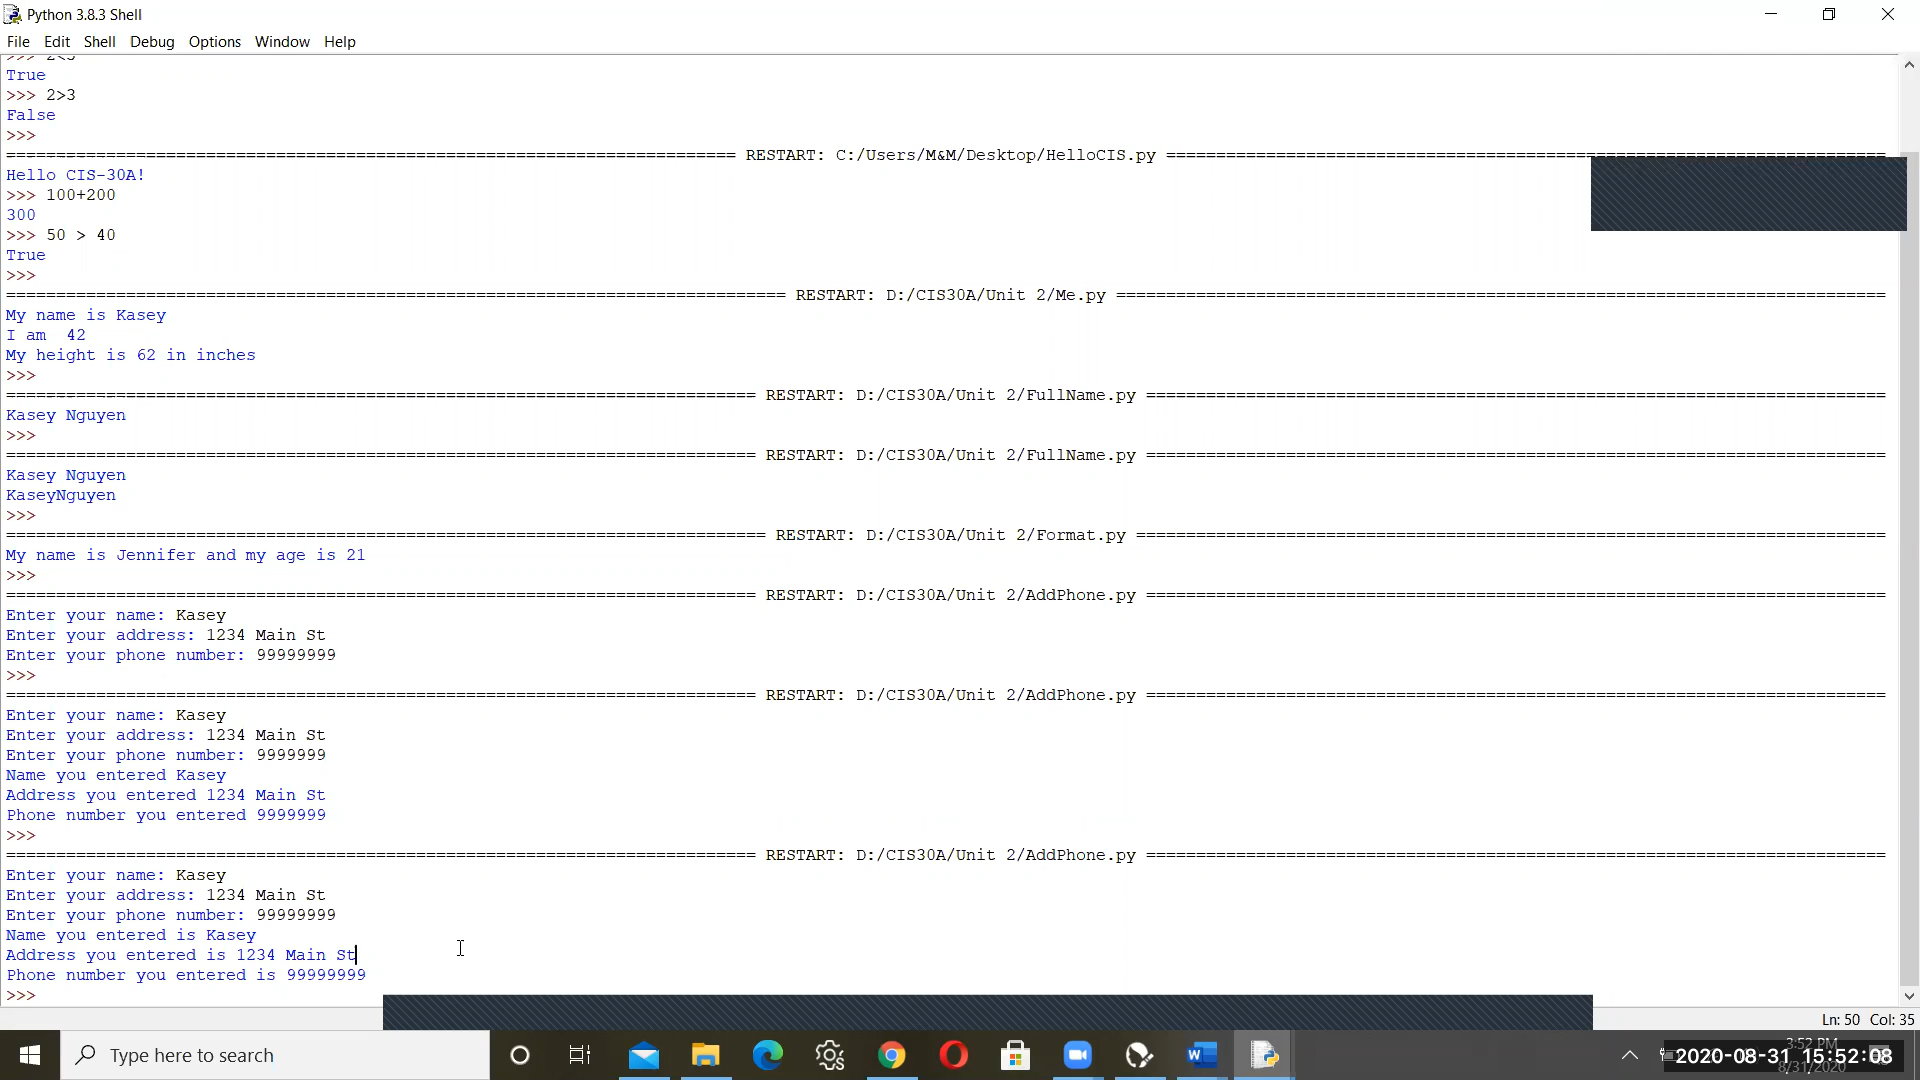 Python 3.8.3 Shell
File Edit Shell Debug Options Window Help
>>> 2<3
True
>>> 2>3
False
>>>
=== RESTART: C:/Users/M&M/Desktop/HelloCIS.py ===
Hello CIS-30A!
>>> 100+200
300
>>> 50 > 40
True
>>>
=== RESTART: D:/CIS30A/Unit 2/Me.py ===
My name is Kasey
I am  42
My height is 62 in inches
>>>
=== RESTART: D:/CIS30A/Unit 2/FullName.py ===
Kasey Nguyen
>>>
=== RESTART: D:/CIS30A/Unit 2/FullName.py ===
Kasey Nguyen
KaseyNguyen
>>>
=== RESTART: D:/CIS30A/Unit 2/Format.py ===
My name is Jennifer and my age is 21
>>>
=== RESTART: D:/CIS30A/Unit 2/AddPhone.py ===
Enter your name: Kasey
Enter your address: 1234 Main St
Enter your phone number: 99999999
>>>
=== RESTART: D:/CIS30A/Unit 2/AddPhone.py ===
Enter your name: Kasey
Enter your address: 1234 Main St
Enter your phone number: 9999999
Name you entered Kasey
Address you entered 1234 Main St
Phone number you entered 9999999
>>>
=== RESTART: D:/CIS30A/Unit 2/AddPhone.py ===
Enter your name: Kasey
Enter your address: 1234 Main St
Enter your phone number: 99999999
Name you entered is Kasey
Address you entered is 1234 Main St
Phone number you entered is 99999999
>>>
Ln: 50 Col: 35
Type here to search
3:52 PM
2020-08-31 15:52:08
8/31/2020